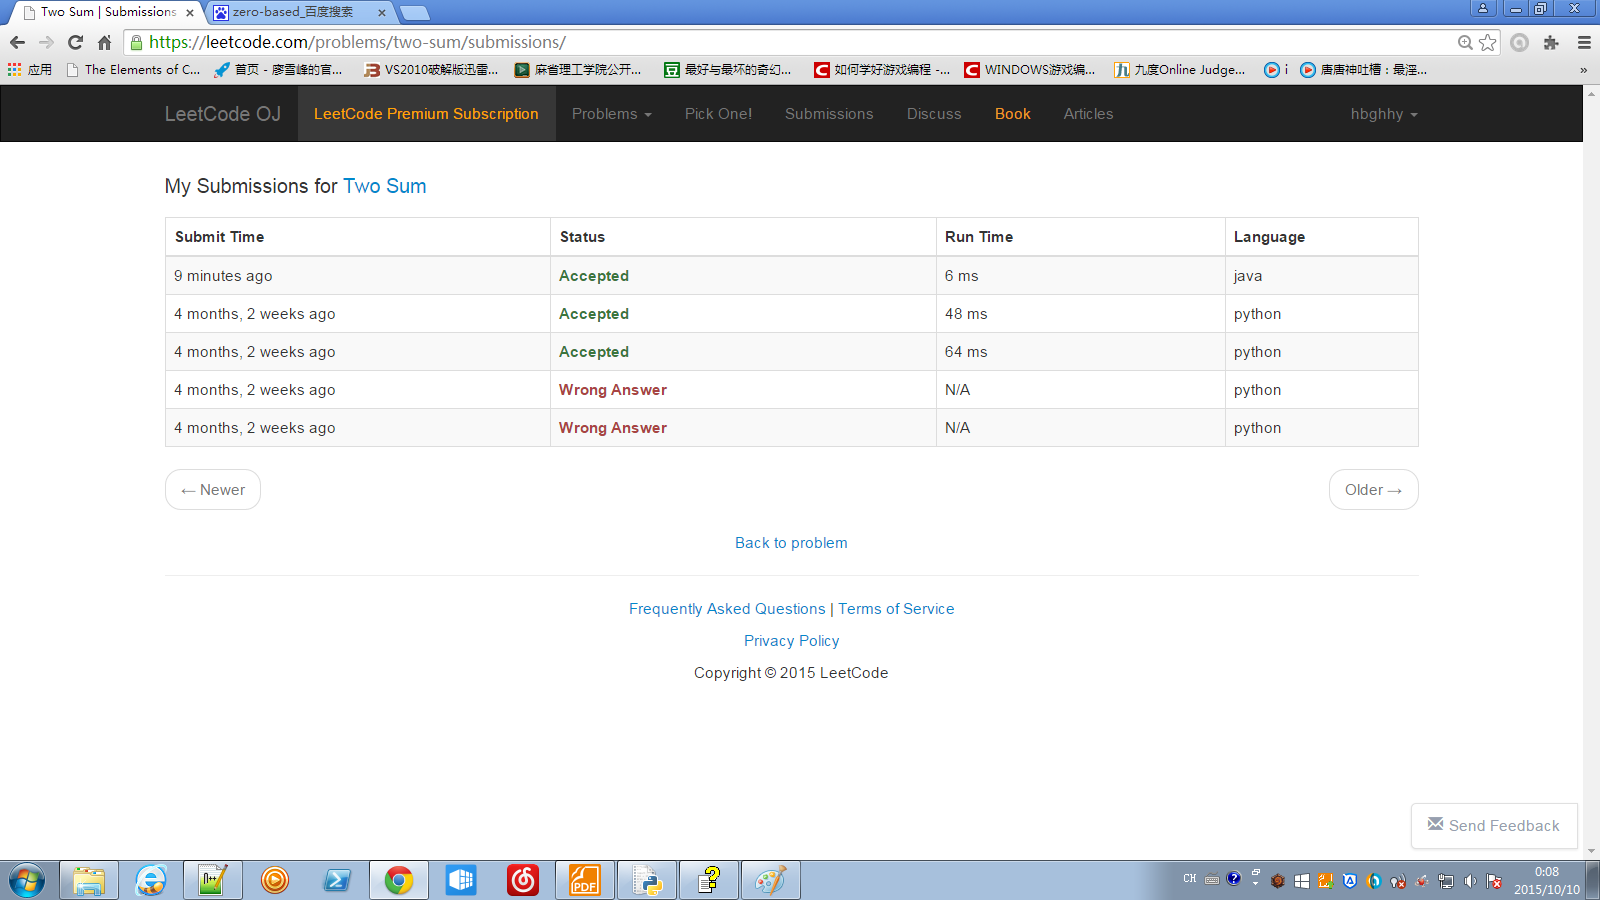 Two Sum | Submissions
zero-based_百度搜索
https://leetcode.com/problems/two-sum/submissions/
应用
The Elements of C...
首页 - 廖雪峰的官...
VS2010破解版迅雷...
麻省理工学院公开...
最好与最坏的奇幻...
如何学好游戏编程 -...
WINDOWS游戏编...
九度Online Judge...
i
唐唐神吐槽：最淫...
»
LeetCode OJ
LeetCode Premium Subscription
Problems
Pick One!
Submissions
Discuss
Book
Articles
hbghhy
My Submissions for Two Sum
Submit Time Status Run Time Language
9 minutes ago Accepted 6 ms java
4 months, 2 weeks ago Accepted 48 ms python
4 months, 2 weeks ago Accepted 64 ms python
4 months, 2 weeks ago Wrong Answer N/A python
4 months, 2 weeks ago Wrong Answer N/A python
← Newer
Older →
Back to problem
Frequently Asked Questions | Terms of Service
Privacy Policy
Copyright © 2015 LeetCode
Send Feedback
PDF
CH
0:08
2015/10/10